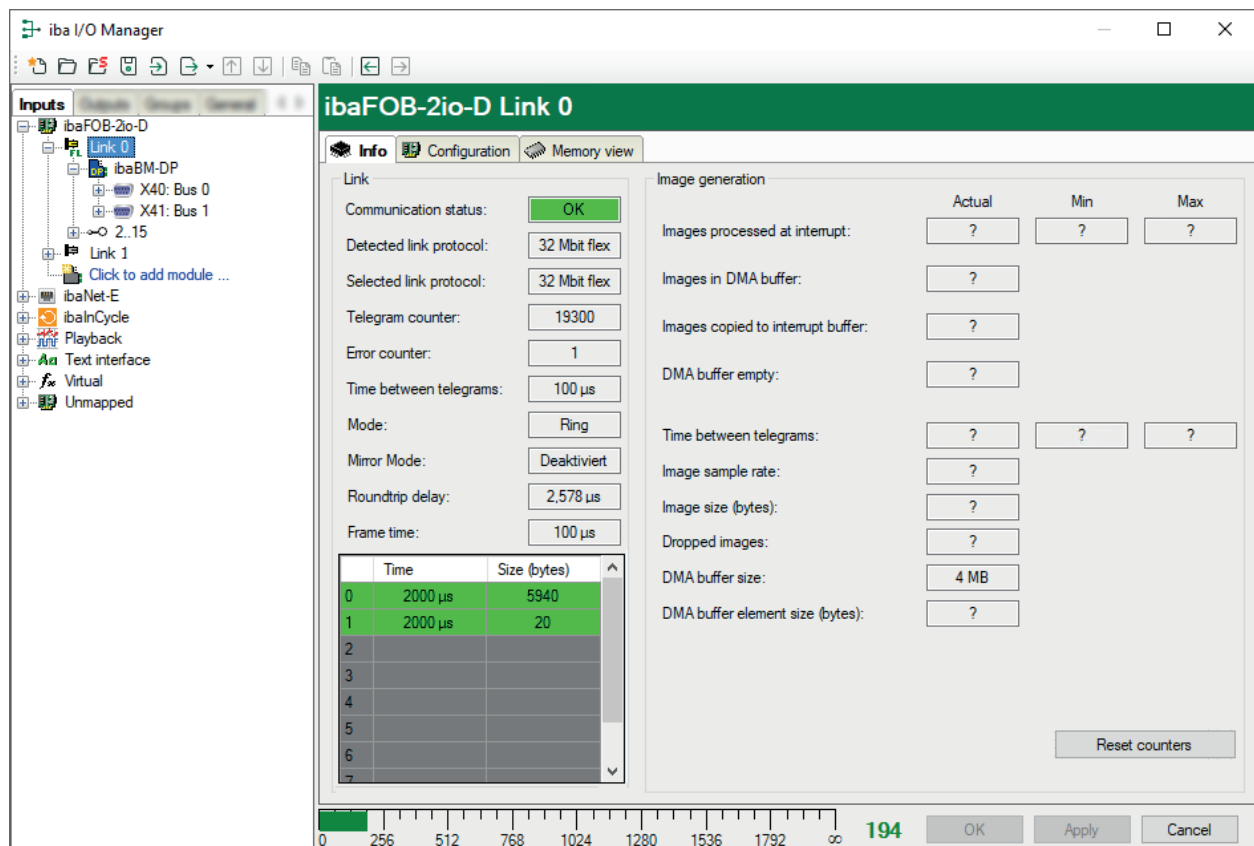 iba I/O Manager
Inputs Outputs Groups General
ibaFOB-2io-D
Link 0
ibaBM-DP
X40: Bus 0
X41: Bus 1
2..15
Link 1
Click to add module ...
ibaNet-E
ibaInCycle
Playback
Text interface
Virtual
Unmapped
ibaFOB-2io-D Link 0
Info Configuration Memory view
Link
Communication status: OK
Detected link protocol: 32 Mbit flex
Selected link protocol: 32 Mbit flex
Telegram counter: 19300
Error counter: 1
Time between telegrams: 100 µs
Mode: Ring
Mirror Mode: Deaktiviert
Roundtrip delay: 2,578 µs
Frame time: 100 µs
Time Size (bytes)
0 2000 µs 5940
1 2000 µs 20
2
3
4
5
6
7
Image generation
Actual Min Max
Images processed at interrupt: ? ? ?
Images in DMA buffer: ?
Images copied to interrupt buffer: ?
DMA buffer empty: ?
Time between telegrams: ? ? ?
Image sample rate: ?
Image size (bytes): ?
Dropped images: ?
DMA buffer size: 4 MB
DMA buffer element size (bytes): ?
Reset counters
0 256 512 768 1024 1280 1536 1792 ∞
194
OK Apply Cancel